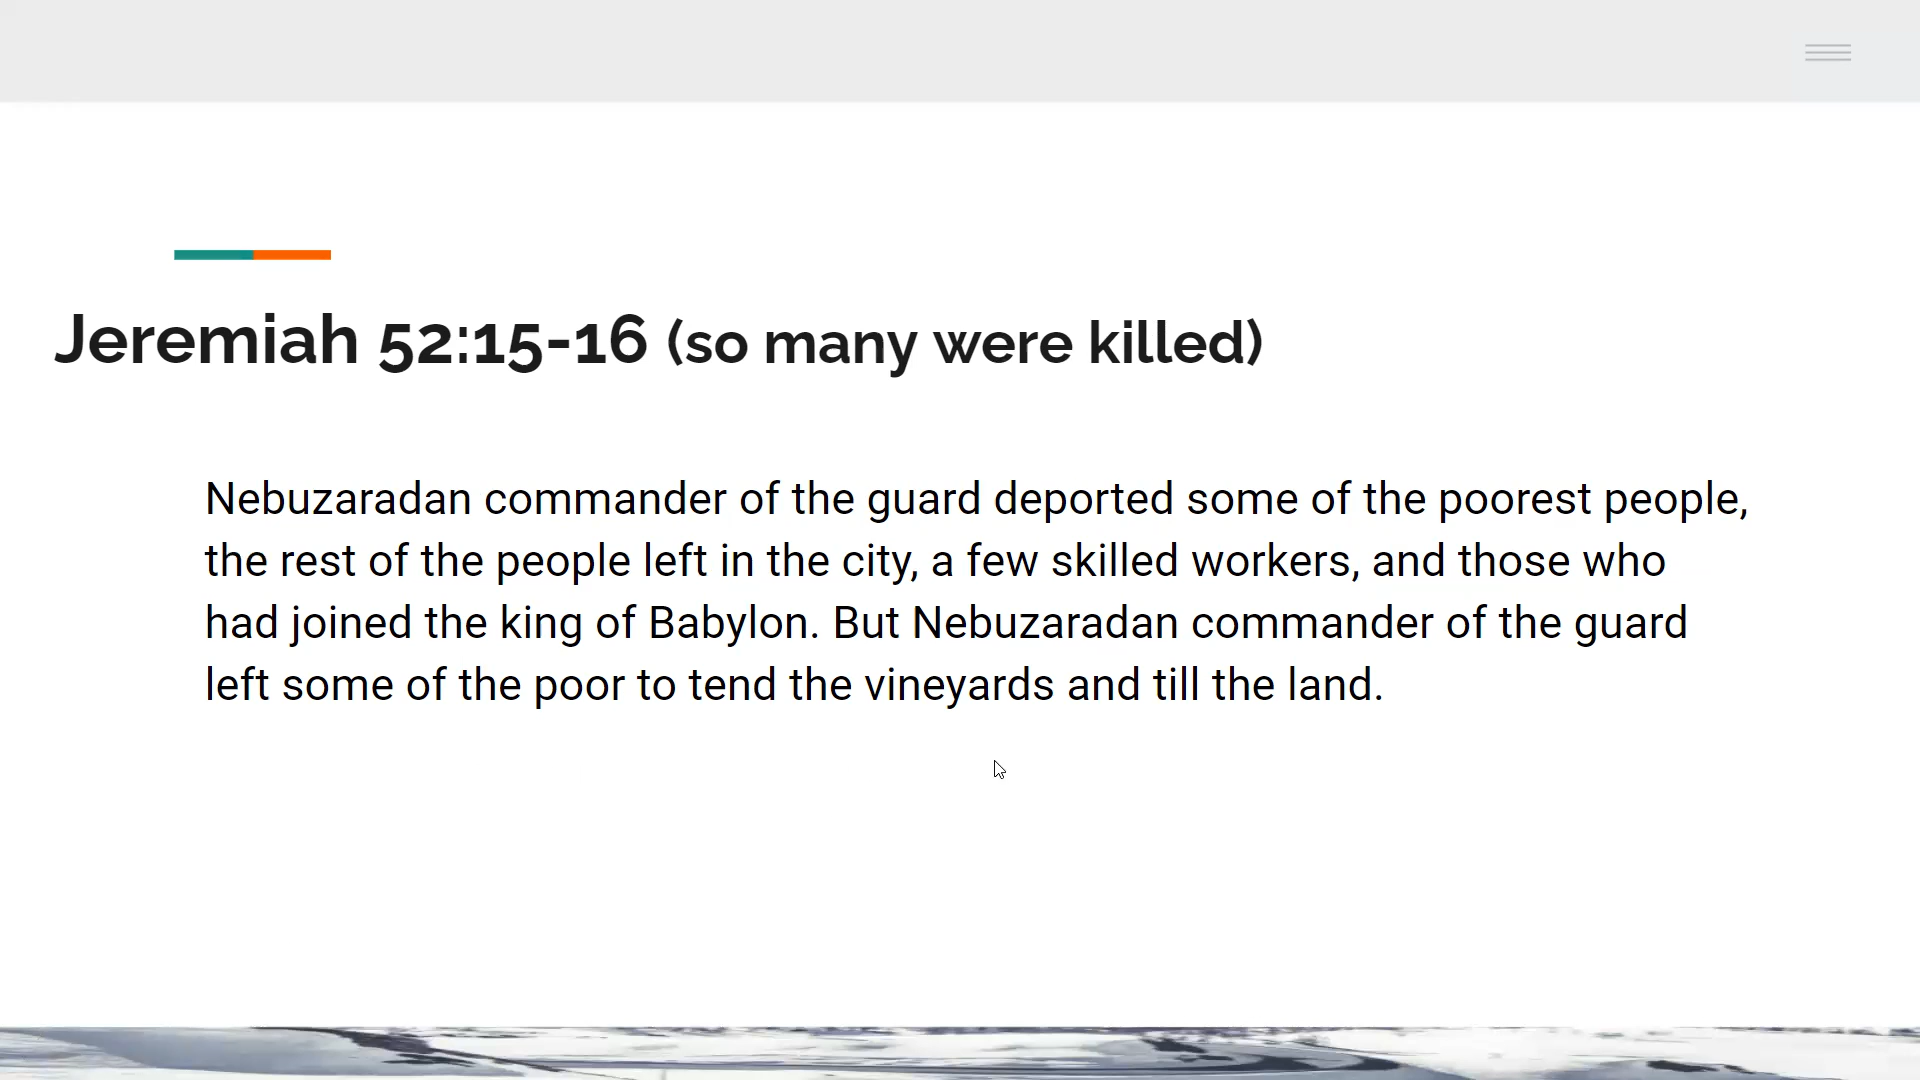 Jeremiah 52:15-16 (so many were killed)
Nebuzaradan commander of the guard deported some of the poorest people,
the rest of the people left in the city, a few skilled workers, and those who
had joined the king of Babylon. But Nebuzaradan commander of the guard
left some of the poor to tend the vineyards and till the land.